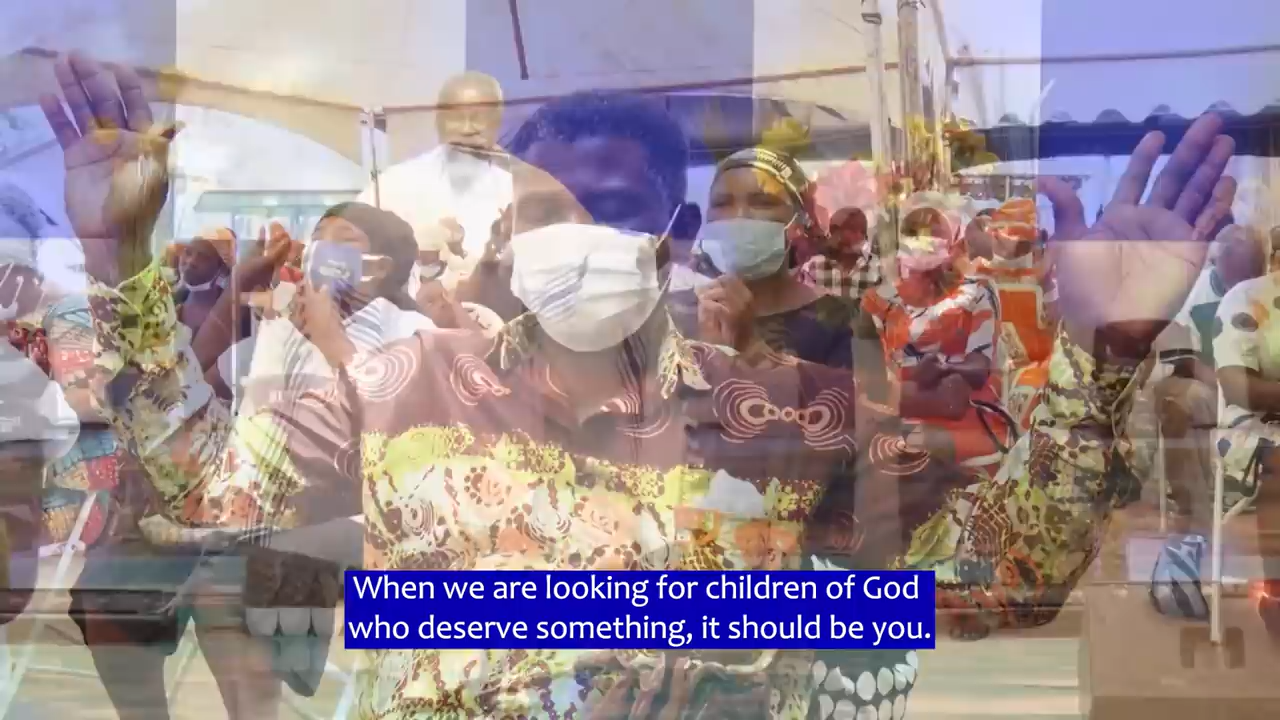 When we are looking for children of God
who deserve something, it should be you.